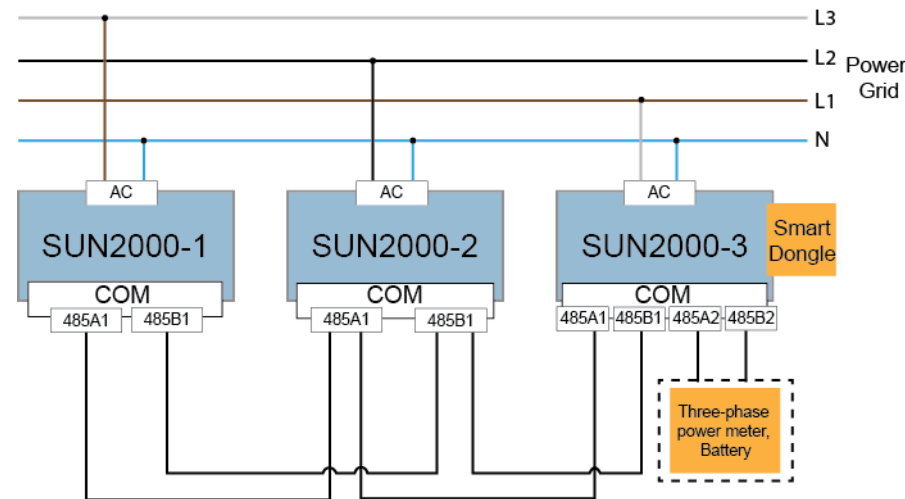 L3
L2
Power
Grid
L1
N
AC
AC
AC
SUN2000-1
SUN2000-2
SUN2000-3
Smart
Dongle
COM
COM
COM
485A1
485B1
485A1
485B1
485A1
485B1
485A2
485B2
Three-phase
power meter,
Battery